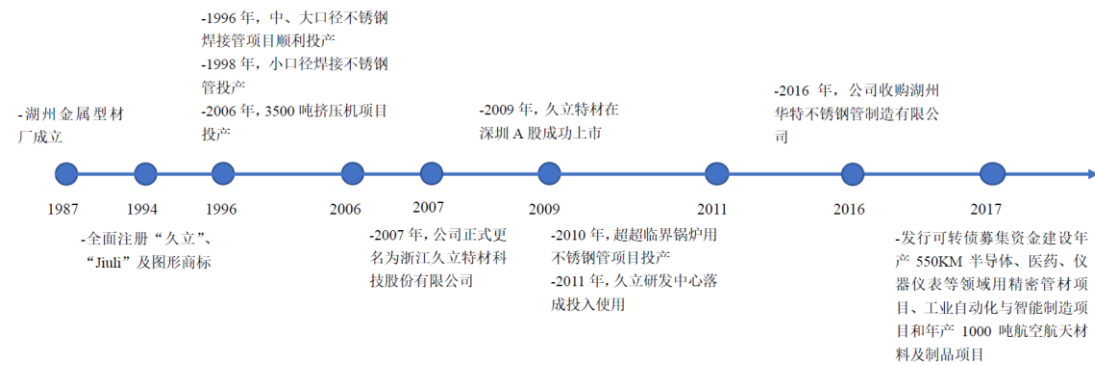 -1996 年，中、大口径不锈钢
焊接管项目顺利投产
-1998 年，小口径焊接不锈钢
管投产
-2006 年，3500 吨挤压机项目
投产
-湖州金属型材
厂成立
-2009 年，久立特材在
深圳 A 股成功上市
-2016 年，公司收购湖州
华特不锈钢管制造有限公
司
1987
1994
1996
2006
2007
2009
2011
2016
2017
-全面注册“久立”、
“Jiuli”及图形商标
-2007 年，公司正式更
名为浙江久立特材科
技股份有限公司
-2010 年，超超临界锅炉用
不锈钢管项目投产
-2011 年，久立研发中心落
成投入使用
-发行可转债募集资金建设年
产 550KM 半导体、医药、仪
器仪表等领域用精密管材项
目、工业自动化与智能制造项
目和年产 1000 吨航空航天材
料及制品项目